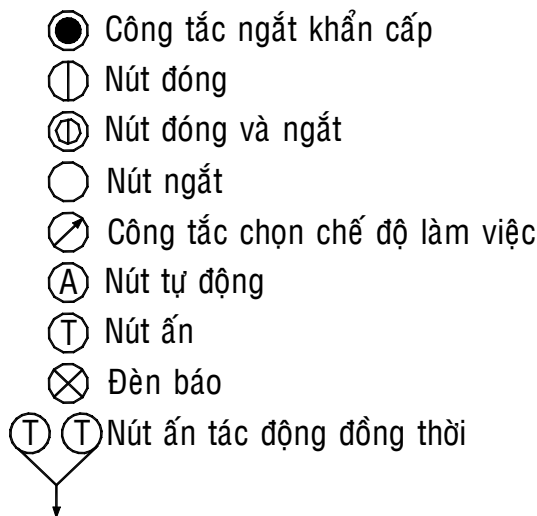 Công tắc ngắt khẩn cấp
Nút đóng
Nút đóng và ngắt
Nút ngắt
Công tắc chọn chế độ làm việc
A Nút tự động
T Nút ấn
Đèn báo
T T Nút ấn tác động đồng thời